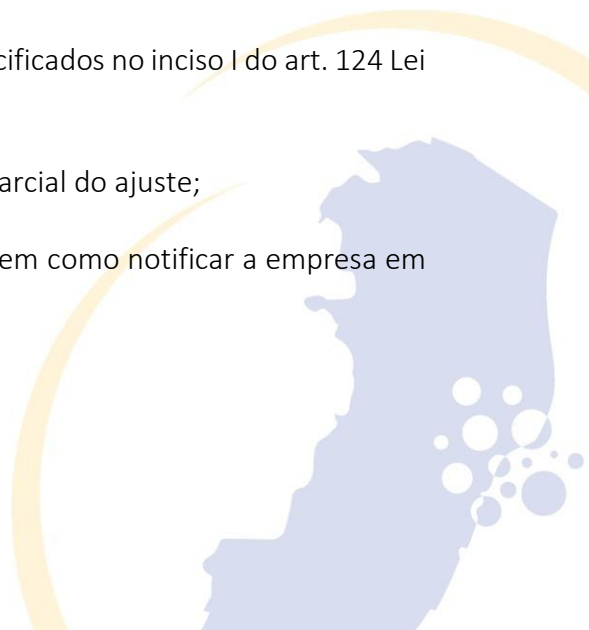 cificados no inciso I do art. 124 Lei
arcial do ajuste;
em como notificar a empresa em